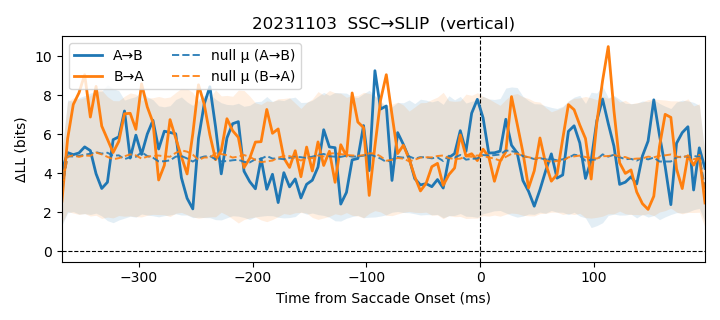 20231103 SSC→SLIP (vertical)
ΔLL (bits)
10
8
6
4
2
0
A→B
B→A
null μ (A→B)
null μ (B→A)
−300
−200
−100
0
100
Time from Saccade Onset (ms)